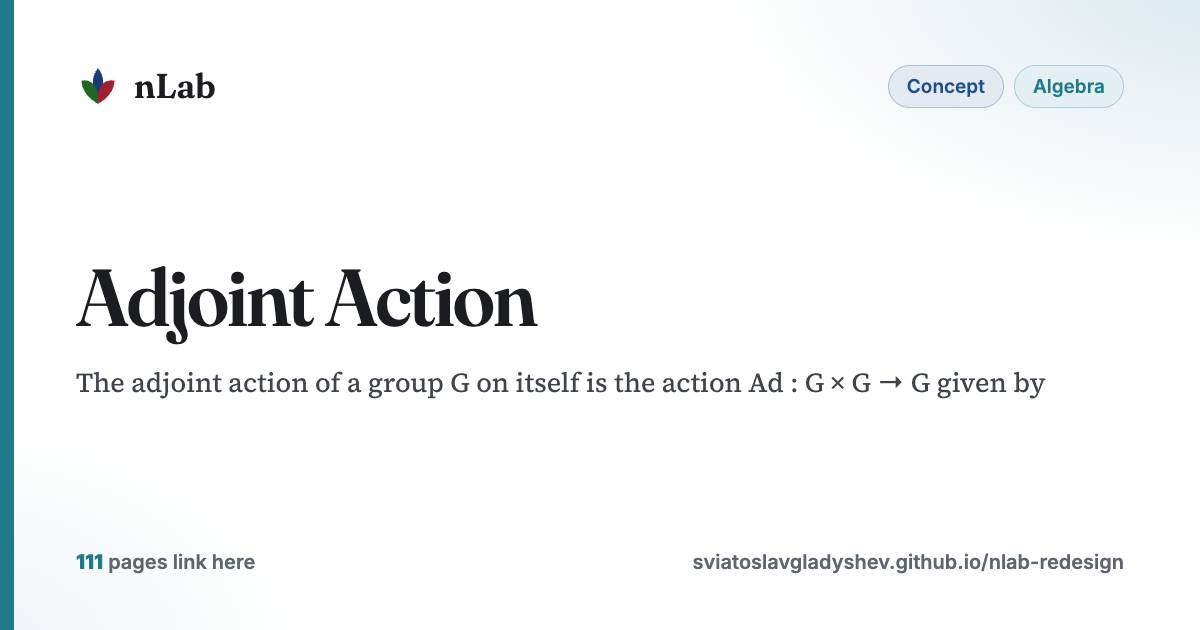 nLab
Concept
Algebra
Adjoint Action
The adjoint action of a group G on itself is the action Ad : G × G → G given by
111 pages link here
sviatoslavgladyshev.github.io/nlab-redesign